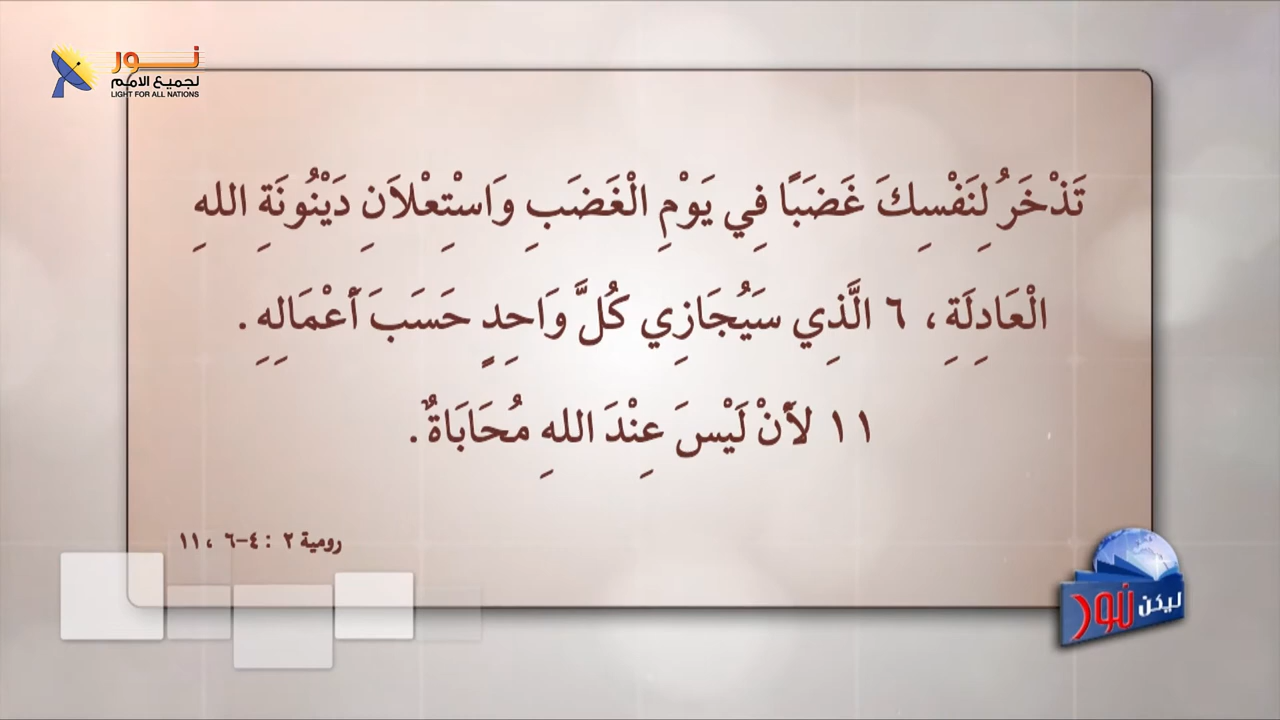 نور
لجميع الامم
LIGHT FOR ALL NATIONS
تَذْخَرُ لِنَفْسِكَ غَضَبًا فِي يَوْمِ الْغَضَبِ وَاسْتِعْلاَنِ دَيْنُونَةِ اللهِ
الْعَادِلَةِ، ٦ الَّذِي سَيُجَازِي كُلَّ وَاحِدٍ حَسَبَ أَعْمَالِهِ.
١١ لأَنْ لَيْسَ عِنْدَ اللهِ مُحَابَاةٌ.
رومية ٢ : ٤-٦ ، ١١
ليكن نور